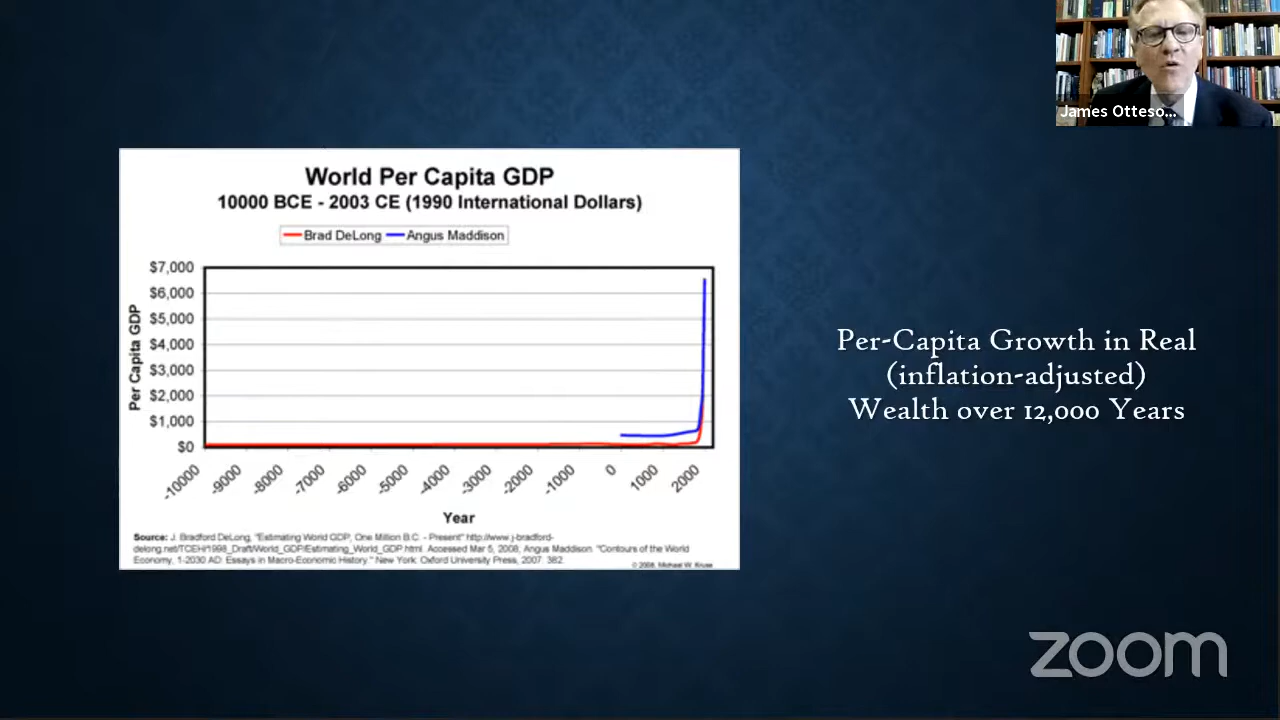 James Otteso...
World Per Capita GDP
10000 BCE - 2003 CE (1990 International Dollars)
Brad DeLong Angus Maddison
$7,000
$6,000
$5,000
$4,000
$3,000
$2,000
$1,000
$0
Per Capita GDP
-10000 -9000 -8000 -7000 -6000 -5000 -4000 -3000 -2000 -1000 0 1000 2000
Year
Source: J. Bradford DeLong, "Estimating World GDP, One Million B.C. - Present" http://www.j-bradford-
delong.net/TCEH/1998_Draft/World_GDP/Estimating_World_GDP.html Accessed Mar 5, 2008; Angus Maddison "Contours of the World
Economy, 1-2030 AD: Essays in Macro-Economic History." New York: Oxford University Press, 2007. 382.
© 2008, Michael W. Kruse
Per-Capita Growth in Real
(inflation-adjusted)
Wealth over 12,000 Years
zoom